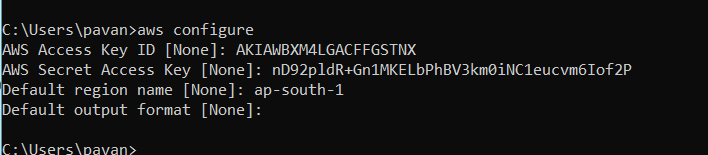 C:\Users\pavan>aws configure
AWS Access Key ID [None]: AKIAWBXM4LGACFFGSTNX
AWS Secret Access Key [None]: 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
Default region name [None]: ap-south-1
Default output format [None]:
C:\Users\pavan>